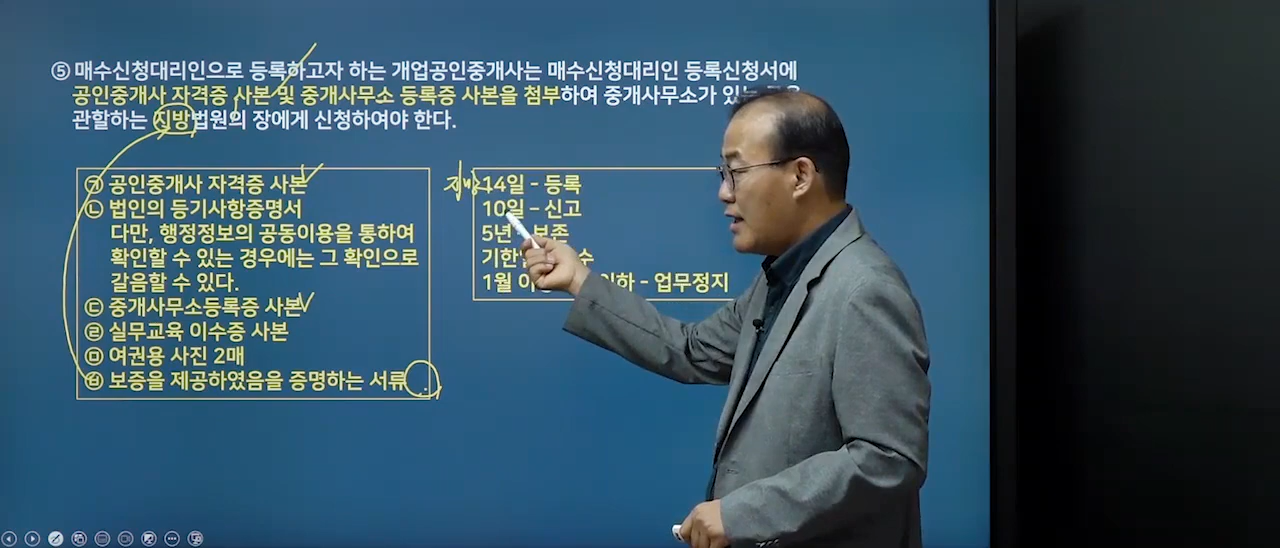 ⑤ 매수신청대리인으로 등록하고자 하는 개업공인중개사는 매수신청대리인 등록신청서에
공인중개사 자격증 사본 및 중개사무소 등록증 사본을 첨부하여 중개사무소가 있는
관할하는 지방법원의 장에게 신청하여야 한다.
㉠ 공인중개사 자격증 사본
㉡ 법인의 등기사항증명서
다만, 행정정보의 공동이용을 통하여
확인할 수 있는 경우에는 그 확인으로
갈음할 수 있다.
㉢ 중개사무소등록증 사본
㉣ 실무교육 이수증 사본
㉤ 여권용 사진 2매
㉥ 보증을 제공하였음을 증명하는 서류
14일 - 등록
10일 – 신고
5년 - 보존
1월 이 이하 - 업무정지